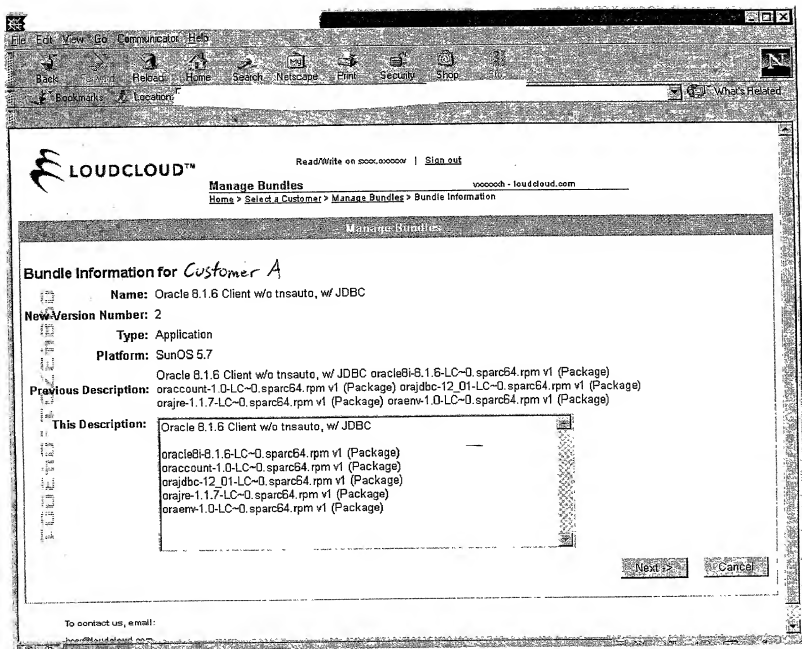 File Edit View Go Communicator Help
Back Reload Home Search Netscape Print Security Shop
Bookmarks Location: What's Related
LOUDCLOUD™
Read/Write on | Sign out
Manage Bundles - loudcloud.com
Home > Select a Customer > Manage Bundles > Bundle Information
Manage Bundles
Bundle Information for Customer A
Name: Oracle 8.1.6 Client w/o tnsauto, w/ JDBC
New Version Number: 2
Type: Application
Platform: SunOS 5.7
Previous Description: Oracle 8.1.6 Client w/o tnsauto, w/ JDBC oracle8i-8.1.6-LC~0.sparc64.rpm v1 (Package)
oraccount-1.0-LC~0.sparc64.rpm v1 (Package) orajdbc-12_01-LC~0.sparc64.rpm v1 (Package)
orajre-1.1.7-LC~0.sparc64.rpm v1 (Package) oraenv-1.0-LC~0.sparc64.rpm v1 (Package)
This Description: Oracle 8.1.6 Client w/o tnsauto, w/ JDBC
oracle8i-8.1.6-LC~0.sparc64.rpm v1 (Package)
oraccount-1.0-LC~0.sparc64.rpm v1 (Package)
orajdbc-12_01-LC~0.sparc64.rpm v1 (Package)
orajre-1.1.7-LC~0.sparc64.rpm v1 (Package)
oraenv-1.0-LC~0.sparc64.rpm v1 (Package)
Next -> Cancel
To contact us, email: